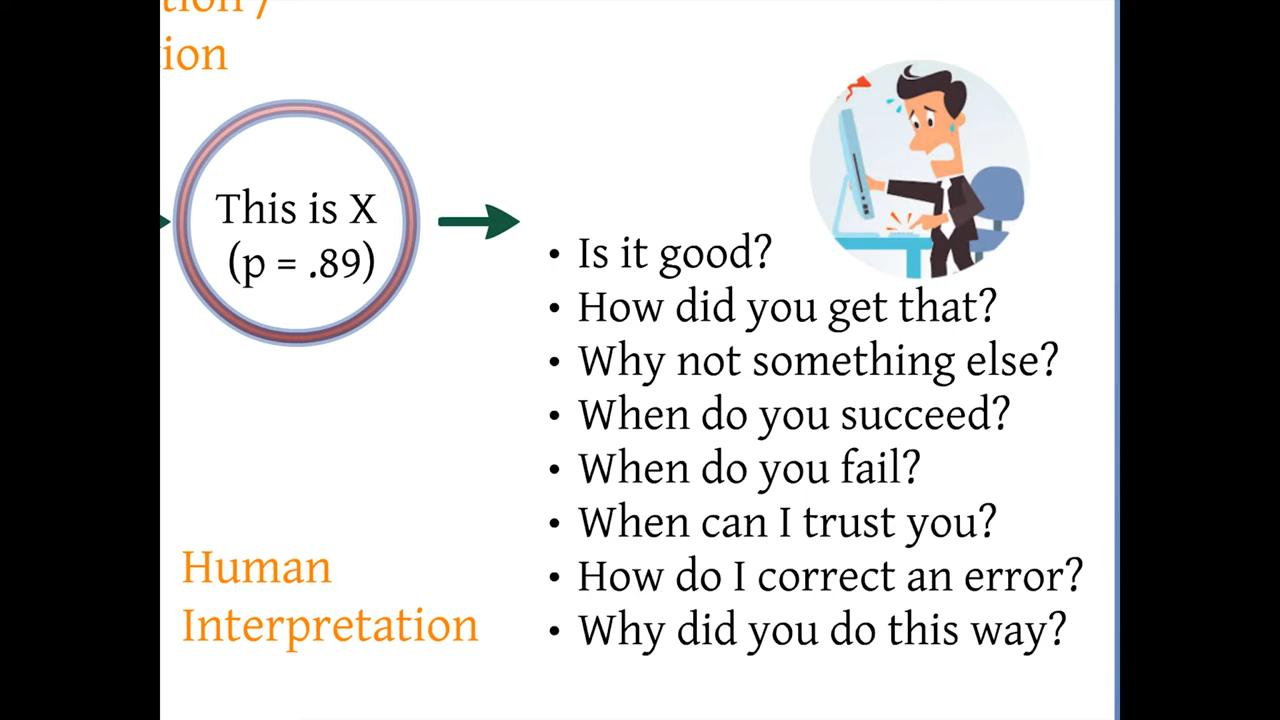 ion
This is X
(p = .89)
• Is it good?
• How did you get that?
• Why not something else?
• When do you succeed?
• When do you fail?
• When can I trust you?
• How do I correct an error?
• Why did you do this way?
Human
Interpretation